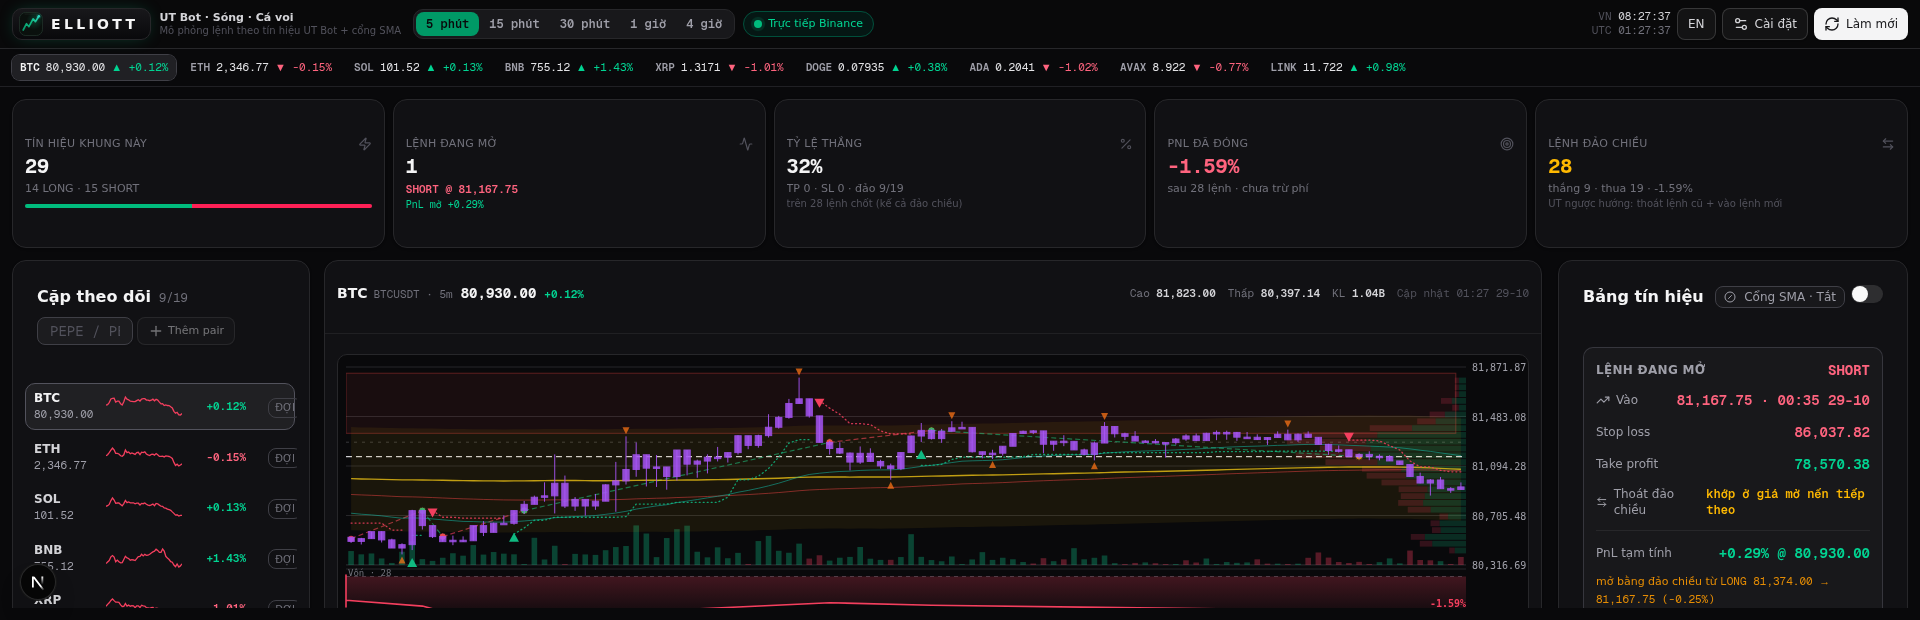 ELLIOTT
UT Bot · Sóng · Cá voi
Mô phỏng lệnh theo tín hiệu UT Bot + cổng SMA
5 phút 15 phút 30 phút 1 giờ 4 giờ
Trực tiếp Binance
VN 08:27:37
UTC 01:27:37
EN
Cài đặt
Làm mới
BTC 80,930.00 ▲ +0.12% ETH 2,346.77 ▼ -0.15% SOL 101.52 ▲ +0.13% BNB 755.12 ▲ +1.43% XRP 1.3171 ▼ -1.01% DOGE 0.07935 ▲ +0.38% ADA 0.2041 ▼ -1.02% AVAX 8.922 ▼ -0.77% LINK 11.722 ▲ +0.98%
TÍN HIỆU KHUNG NÀY
29
14 LONG · 15 SHORT
LỆNH ĐANG MỞ
1
SHORT @ 81,167.75
PnL mở +0.29%
TỶ LỆ THẮNG
32%
TP 0 · SL 0 · đảo 9/19
trên 28 lệnh chốt (kể cả đảo chiều)
PNL ĐÃ ĐÓNG
-1.59%
sau 28 lệnh · chưa trừ phí
LỆNH ĐẢO CHIỀU
28
thắng 9 · thua 19 · -1.59%
UT ngược hướng: thoát lệnh cũ + vào lệnh mới
Cặp theo dõi 9/19
PEPE / PI
+ Thêm pair
BTC
80,930.00
+0.12%
ĐỢI
ETH
2,346.77
-0.15%
ĐỢI
SOL
101.52
+0.13%
ĐỢI
BNB
755.12
+1.43%
ĐỢI
XRP
-1.01%
ĐỢI
N
BTC BTCUSDT · 5m 80,930.00 +0.12%
Cao 81,823.00 Thấp 80,397.14 KL 1.04B Cập nhật 01:27 29-10
81,871.87
81,483.08
81,094.28
80,705.48
80,316.69
Vốn · 28
-1.59%
Bảng tín hiệu
Cổng SMA · Tắt
LỆNH ĐANG MỞ SHORT
Vào 81,167.75 · 00:35 29-10
Stop loss 86,037.82
Take profit 78,570.38
Thoát đảo chiều
khớp ở giá mở nến tiếp theo
PnL tạm tính +0.29% @ 80,930.00
mở bằng đảo chiều từ LONG 81,374.00 →
81,167.75 (-0.25%)